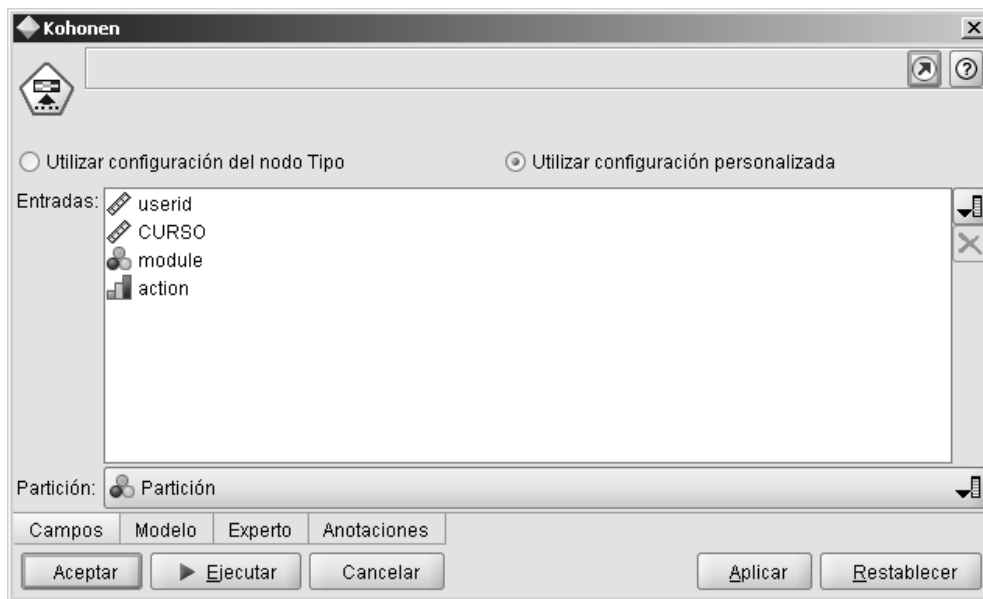 Kohonen
Utilizar configuración del nodo Tipo
Utilizar configuración personalizada
Entradas:
userid
CURSO
module
action
Partición: Partición
Campos Modelo Experto Anotaciones
Aceptar Ejecutar Cancelar Aplicar Restablecer